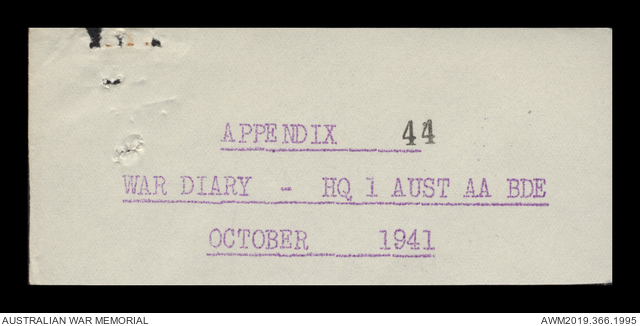 APPENDIX 44
WAR DIARY - HQ 1 AUST AA BDE
OCTOBER 1941
AUSTRALIAN WAR MEMORIAL AWM2019.366.1995